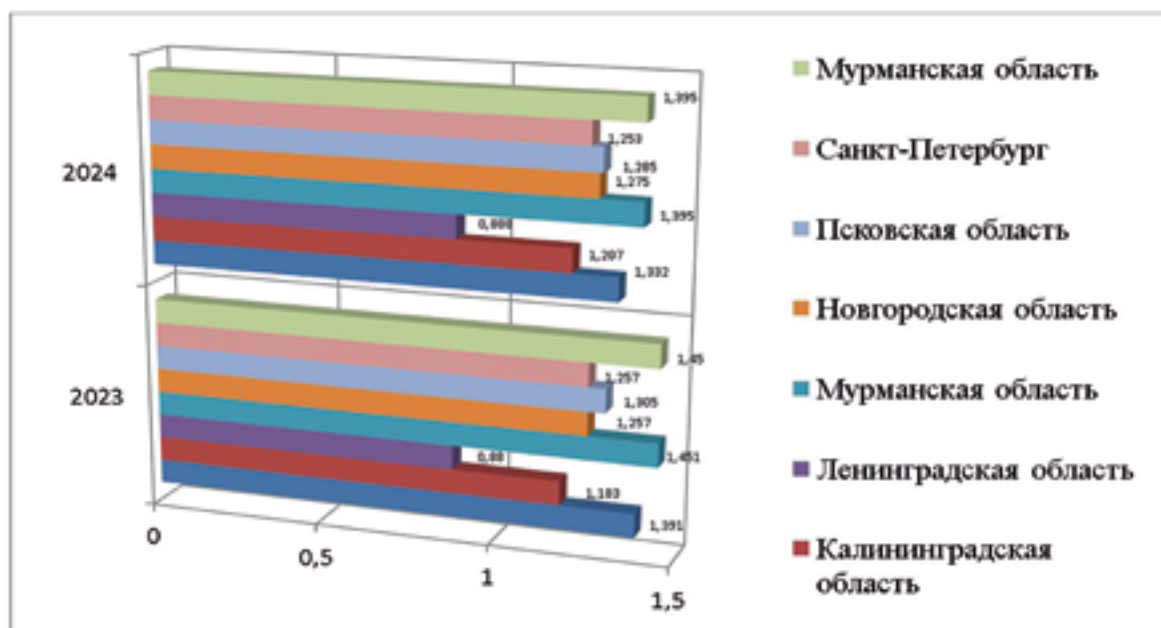 2024
1,395
1,253
1,285
1,275
1,395
0,888
1,207
1,332
2023
1,45
1,257
1,305
1,257
1,451
0,88
1,183
1,391
0
0,5
1
1,5
Мурманская область
Санкт-Петербург
Псковская область
Новгородская область
Мурманская область
Ленинградская область
Калининградская
область